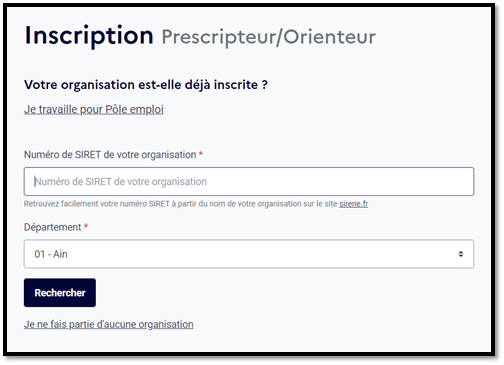 Inscription Prescripteur/Orienteur
Votre organisation est-elle déjà inscrite ?
Je travaille pour Pôle emploi
Numéro de SIRET de votre organisation *
Numéro de SIRET de votre organisation
Retrouvez facilement votre numéro SIRET à partir du nom de votre organisation sur le site sirene.fr
Département *
01 - Ain
Rechercher
Je ne fais partie d'aucune organisation